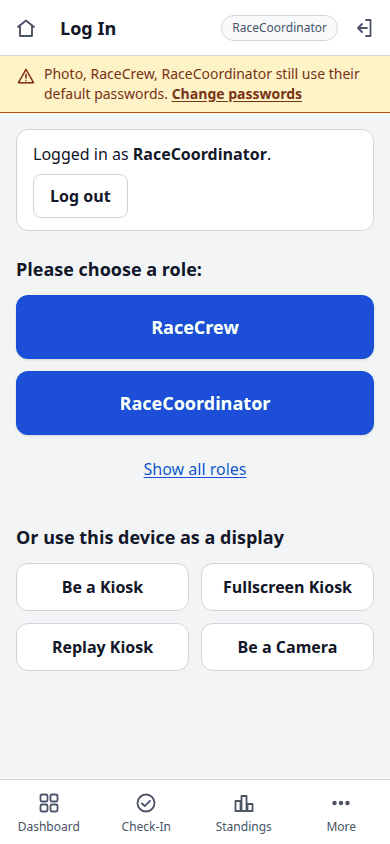 Log In
RaceCoordinator
Photo, RaceCrew, RaceCoordinator still use their
default passwords. Change passwords
Logged in as RaceCoordinator.
Log out
Please choose a role:
RaceCrew
RaceCoordinator
Show all roles
Or use this device as a display
Be a Kiosk
Fullscreen Kiosk
Replay Kiosk
Be a Camera
Dashboard
Check-In
Standings
More